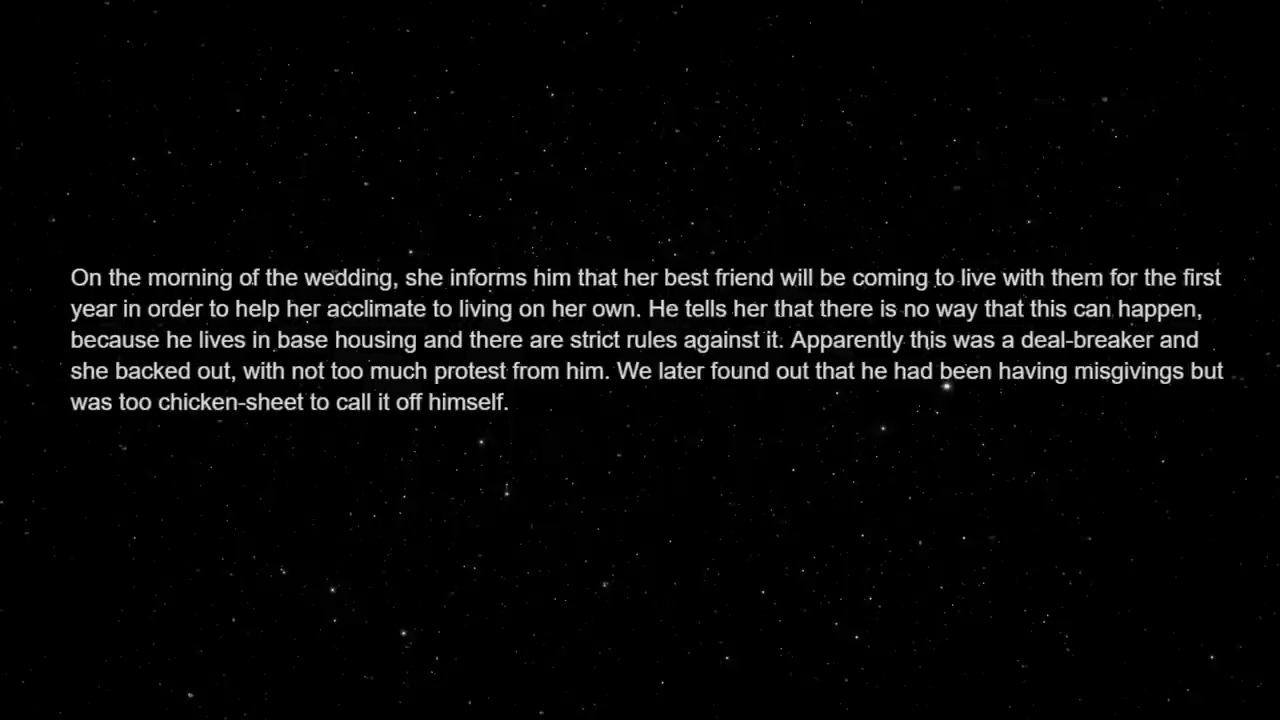 On the morning of the wedding, she informs him that her best friend will be coming to live with them for the first
year in order to help her acclimate to living on her own. He tells her that there is no way that this can happen,
because he lives in base housing and there are strict rules against it. Apparently this was a deal-breaker and
she backed out, with not too much protest from him. We later found out that he had been having misgivings but
was too chicken-sheet to call it off himself.